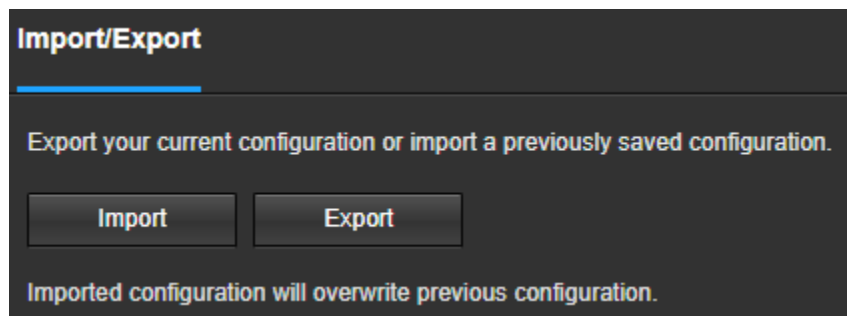 Import/Export
Export your current configuration or import a previously saved configuration.
Import Export
Imported configuration will overwrite previous configuration.